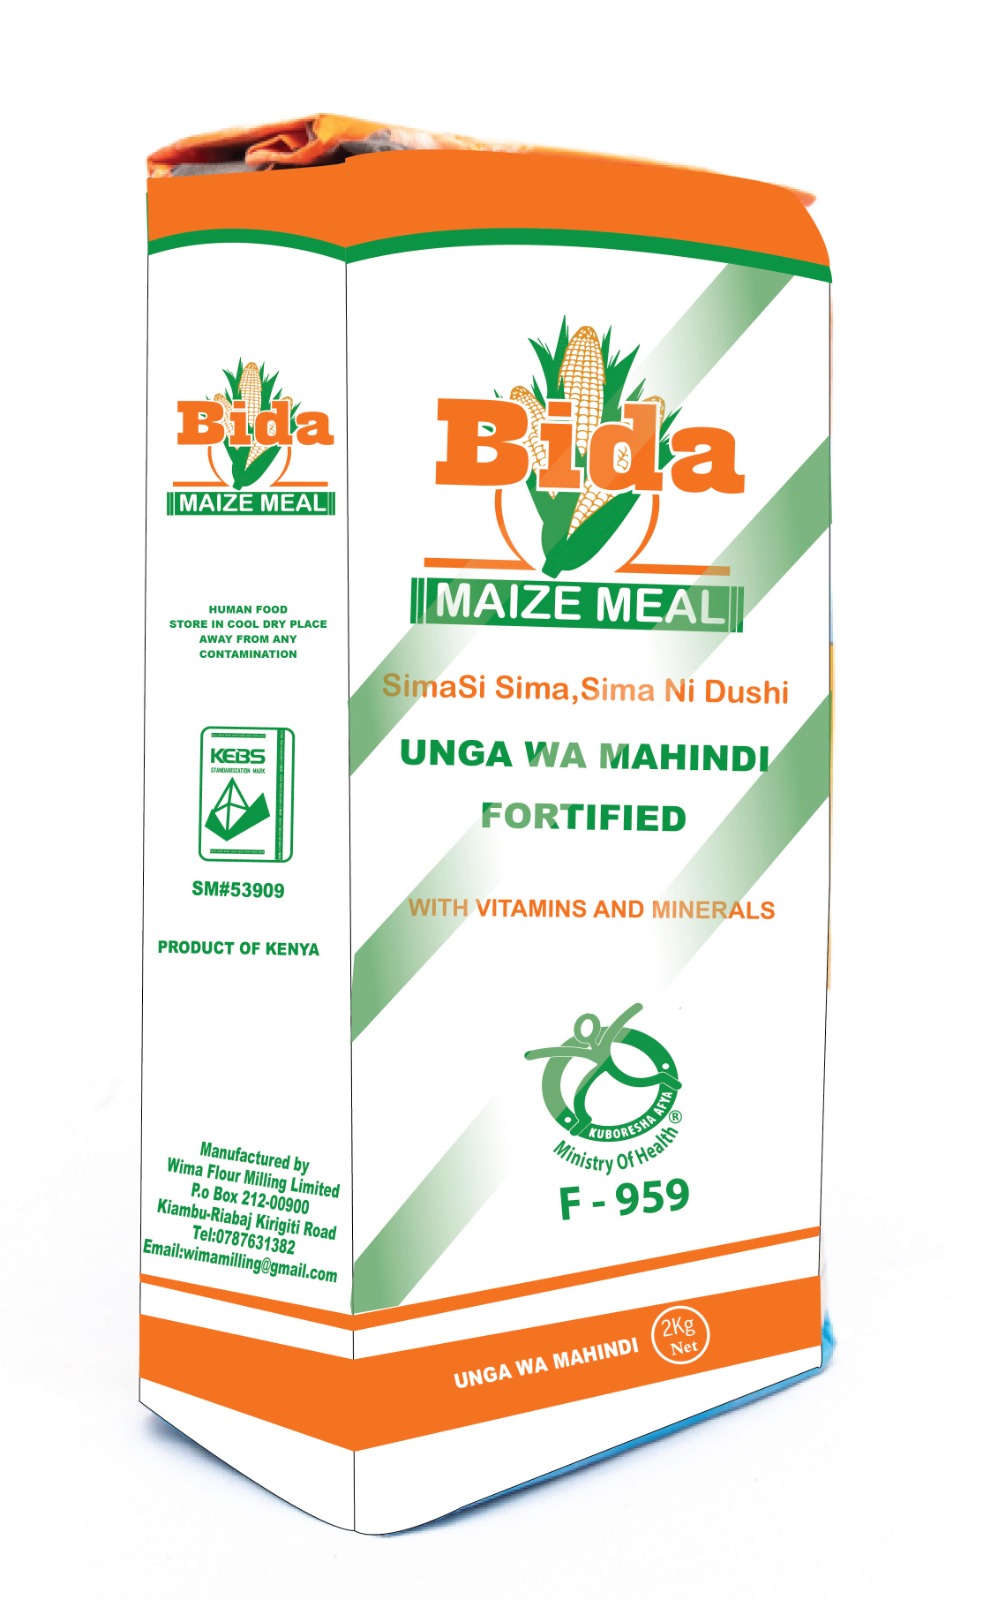 Bida
MAIZE MEAL
HUMAN FOOD
STORE IN COOL DRY PLACE
AWAY FROM ANY
CONTAMINATION
KEBS
STANDARDIZATION MARK
SM#53909
PRODUCT OF KENYA
Manufactured by
Wima Flour Milling Limited
P.o Box 212-00900
Kiambu-Riabaj Kirigiti Road
Tel:0787631382
Email:wimamilling@gmail.com
Bida
MAIZE MEAL
SimaSi Sima,Sima Ni Dushi
UNGA WA MAHINDI
FORTIFIED
WITH VITAMINS AND MINERALS
KUBORESHA AFYA
Ministry Of Health®
F - 959
UNGA WA MAHINDI
2Kg
Net